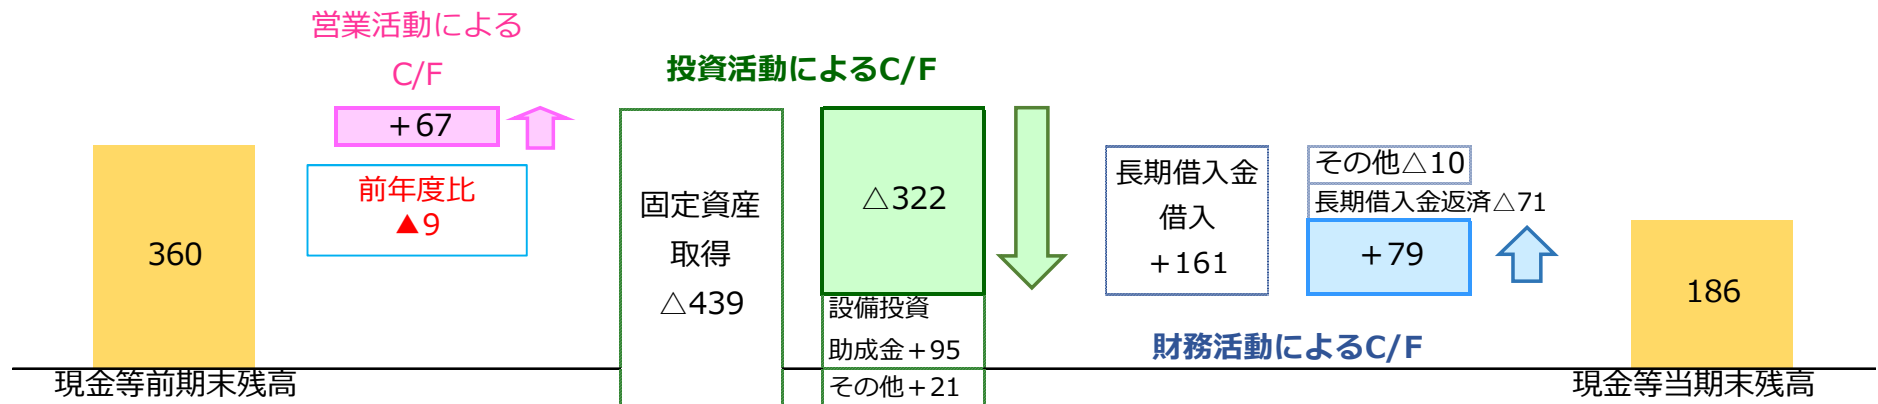 営業活動による
C/F
+67
前年度比
▲9
360
現金等前期末残高
投資活動によるC/F
固定資産
取得
△439
△322
設備投資
助成金+95
その他+21
長期借入金
借入
+161
その他△10
長期借入金返済△71
+79
財務活動によるC/F
186
現金等当期末残高